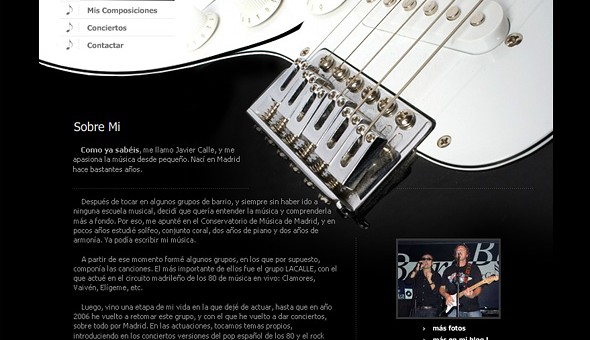 Mis Composiciones
Conciertos
Contactar
Sobre Mi
Como ya sabéis, me llamo Javier Calle, y me
apasiona la música desde pequeño. Nací en Madrid
hace bastantes años.
Después de tocar en algunos grupos de barrio, y siempre sin haber ido a
ninguna escuela musical, decidí que quería entender la música y comprenderla
más a fondo. Por eso, me apunté en el Conservatorio de Música de Madrid, y en
pocos años estudié solfeo, conjunto coral, dos años de piano y dos años de
armonía. Ya podía escribir mi música.
A partir de ese momento formé algunos grupos, en los que por supuesto,
componía las canciones. El más importante de ellos fue el grupo LACALLE, con el
que actué en el circuito madrileño de los 80 de música en vivo: Clamores,
Vaivén, Elígeme, etc.
Luego, vino una etapa de mi vida en la que dejé de actuar, hasta que en año
2006 he vuelto a retomar este grupo, y con el que he vuelto a dar conciertos,
sobre todo por Madrid. En las actuaciones, tocamos temas propios,
introduciendo en los conciertos versiones del pop español de los 80 y el rock
más fotos
más en mi blog !